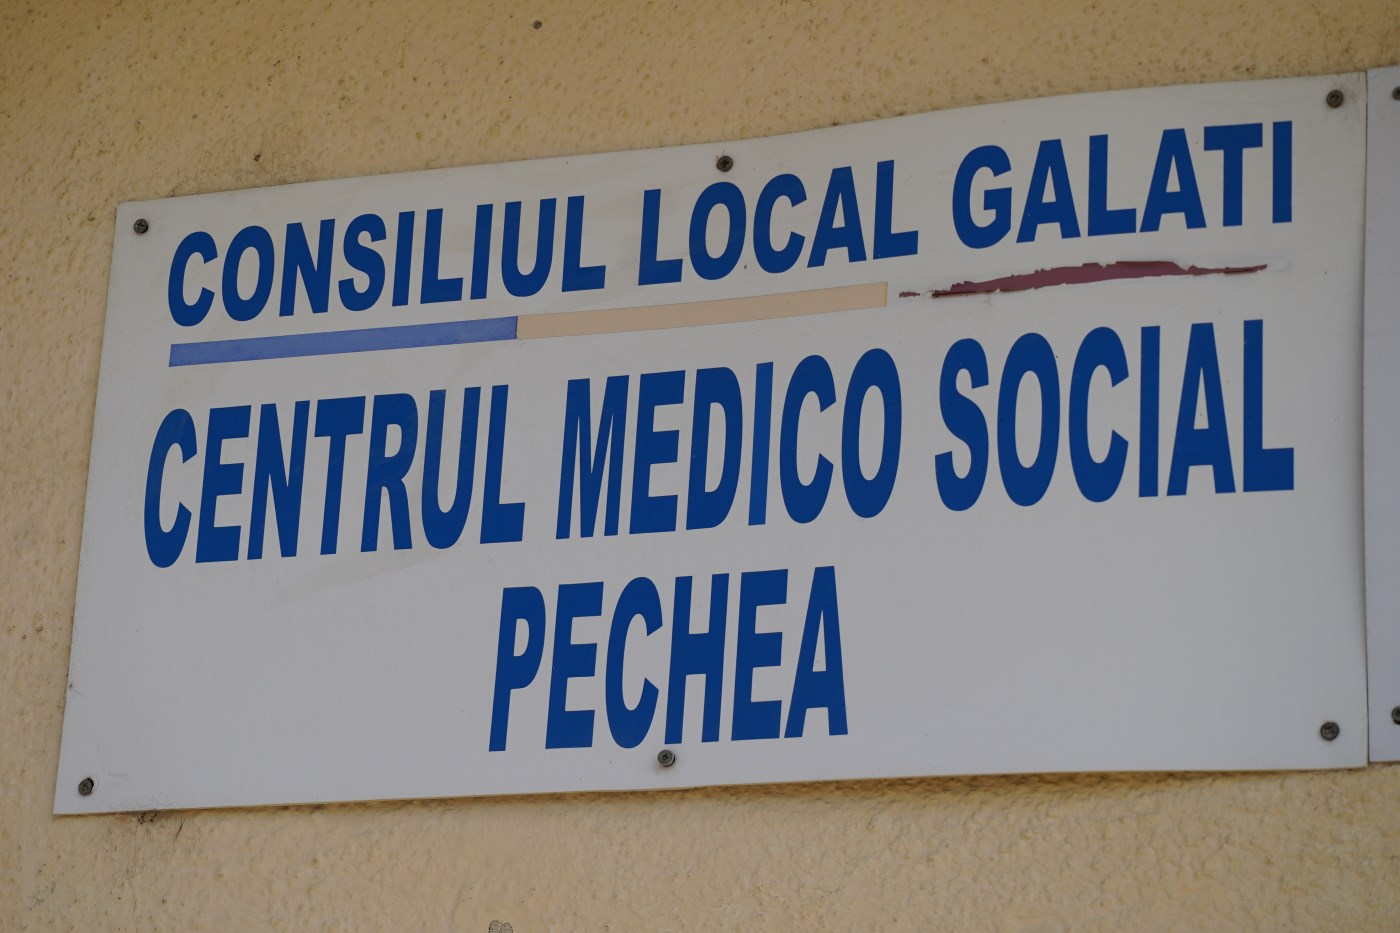 CONSILIUL LOCAL GALATI
CENTRUL MEDICO SOCIAL
PECHEA